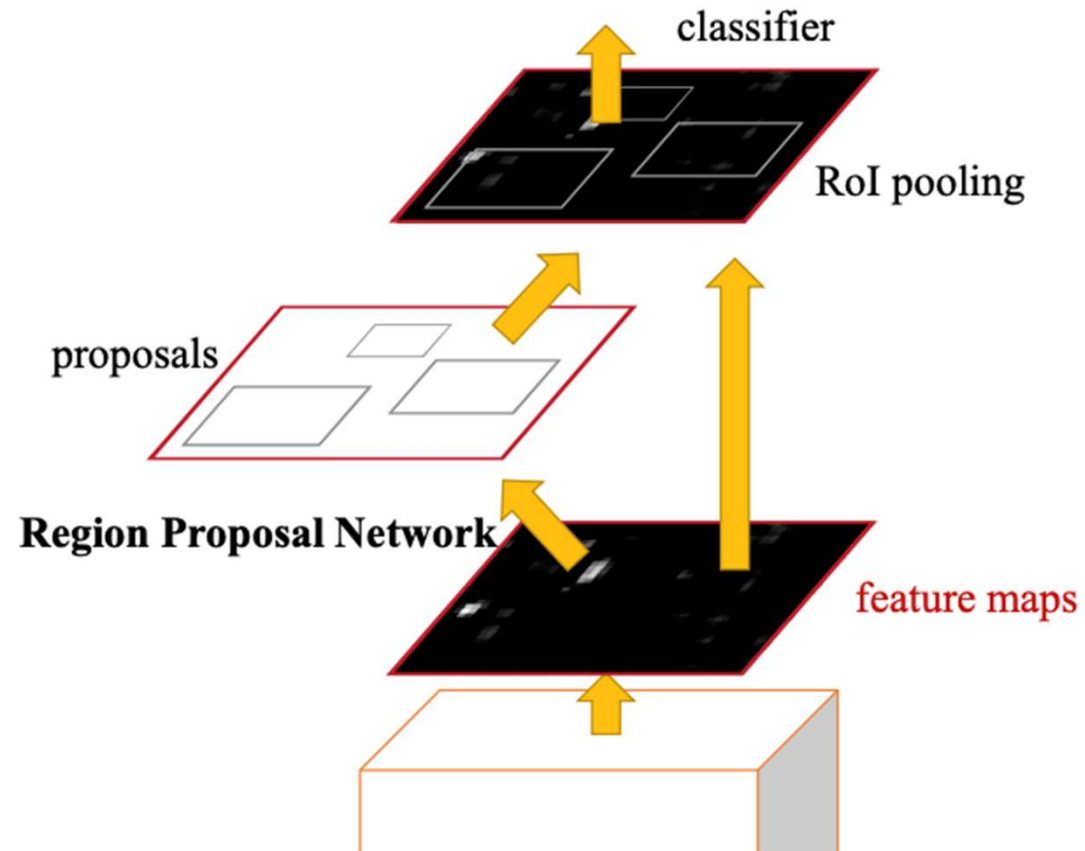 classifier
RoI pooling
proposals
Region Proposal Network
feature maps